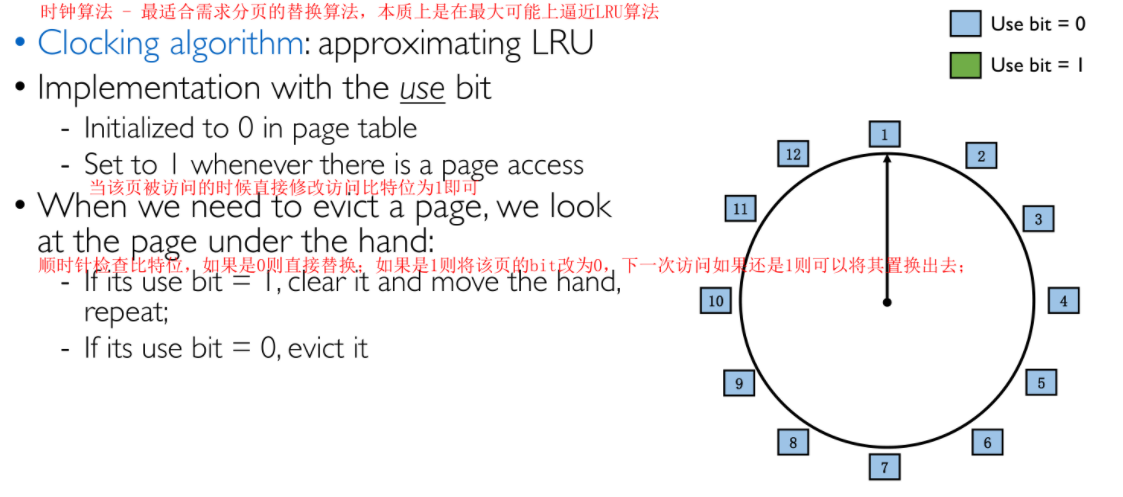 时钟算法 - 最适合需求分页的替换算法，本质上是在最大可能上逼近LRU算法
• Clocking algorithm: approximating LRU
• Implementation with the use bit
- Initialized to 0 in page table
- Set to 1 whenever there is a page access
当该页被访问的时候直接修改访问比特位为1即可
• When we need to evict a page, we look
at the page under the hand:
顺时针检查比特位，如果是0则直接替换；如果是1则将该页的bit改为0，下一次访问如果还是1则可以将其置换出去；
- If its use bit = 1, clear it and move the hand,
repeat;
- If its use bit = 0, evict it
Use bit = 0
Use bit = 1
1
2
3
4
5
6
7
8
9
10
11
12